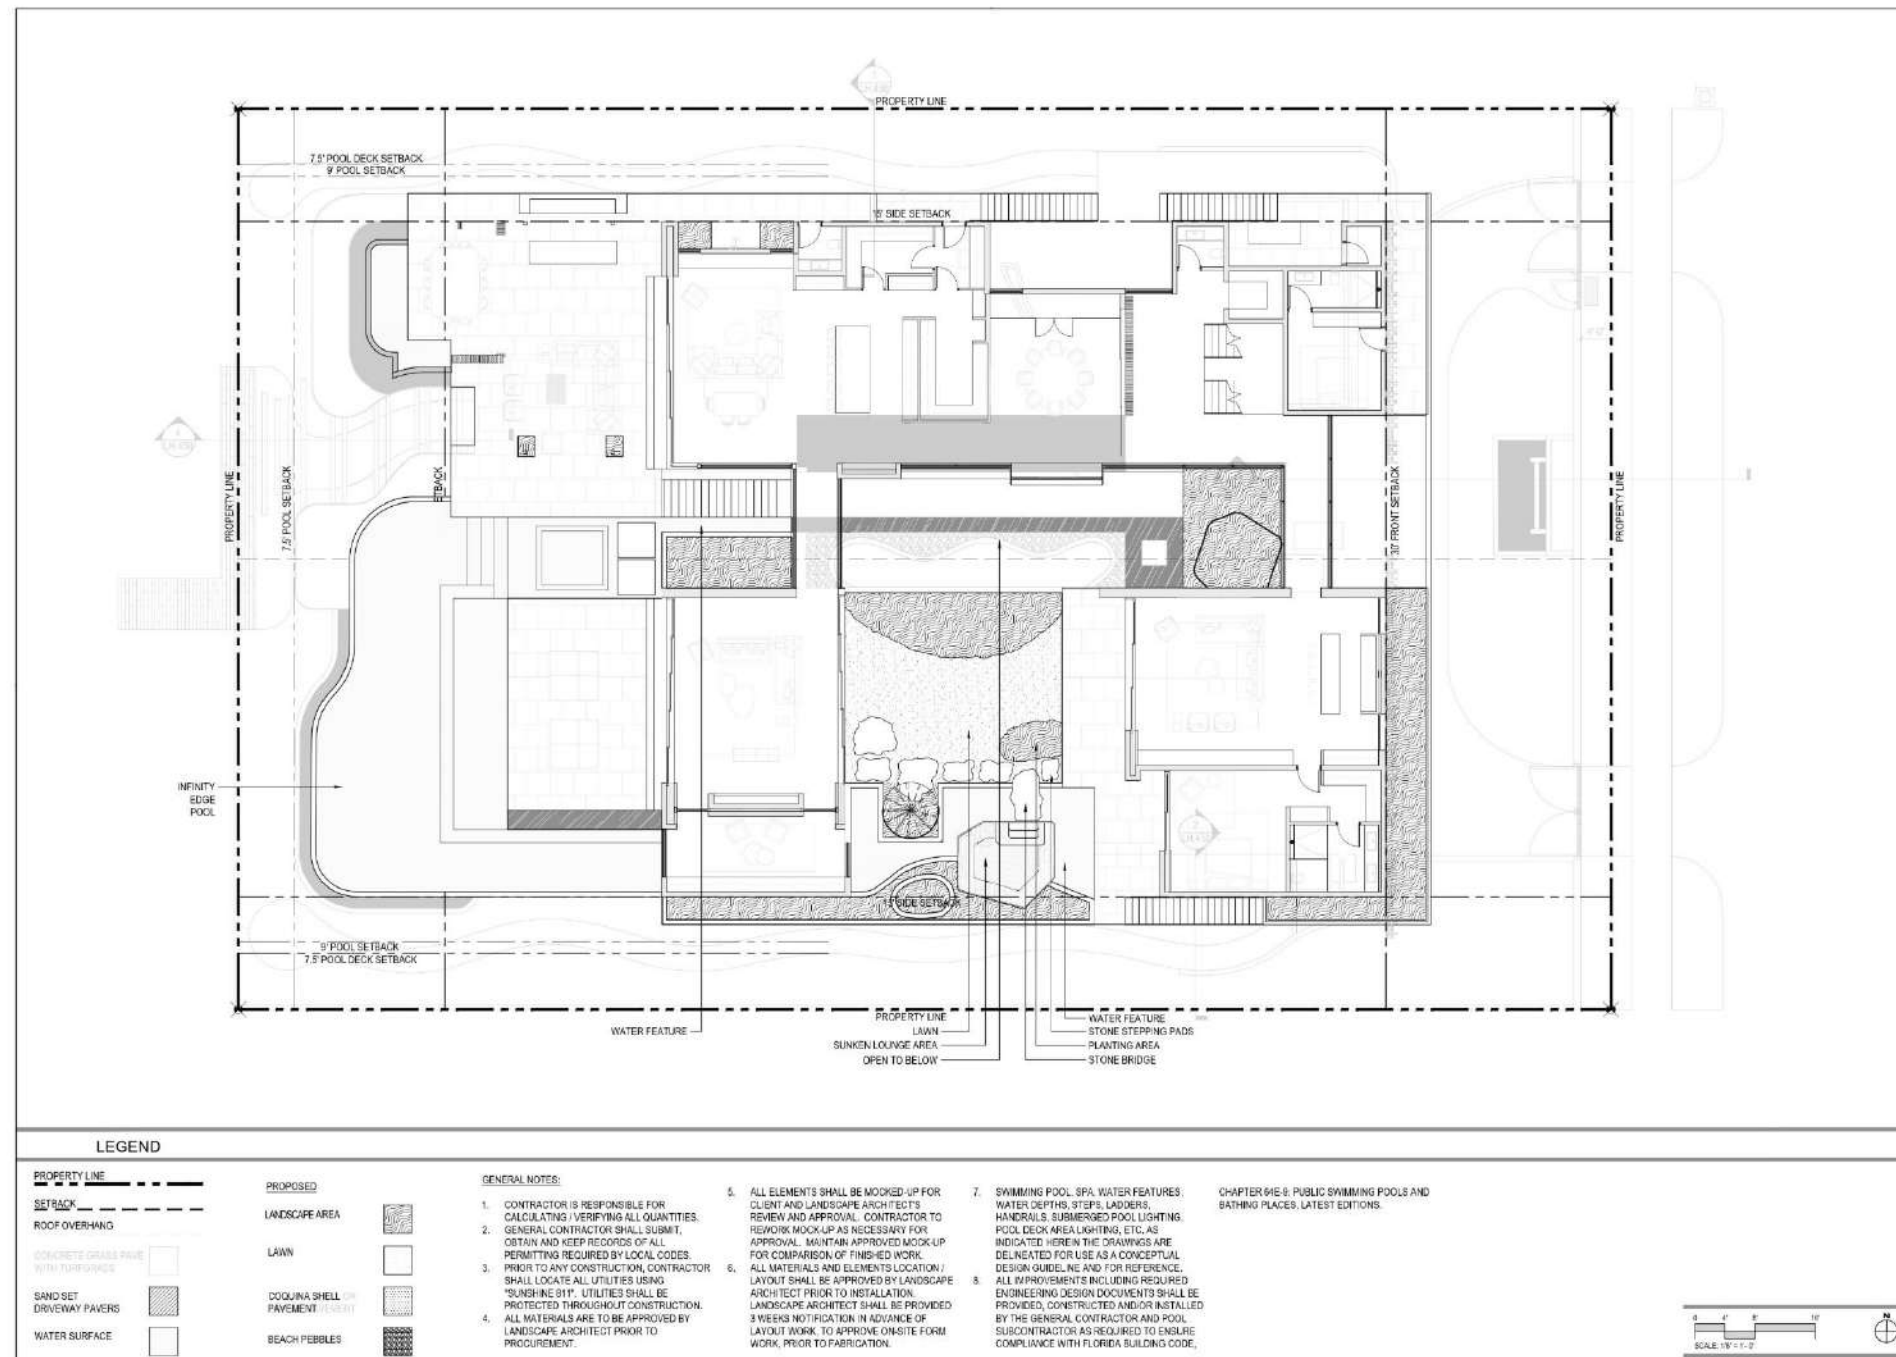 PROPERTY LINE
7.5' POOL DECK SETBACK
9' POOL SETBACK
15' SIDE SETBACK
PROPERTY LINE
7.5' POOL SETBACK
ETBACK
30' FRONT SETBACK
PROPERTY LINE
INFINITY
EDGE
POOL
15' SIDE SETBACK
9' POOL SETBACK
7.5' POOL DECK SETBACK
PROPERTY LINE
WATER FEATURE
LAWN
SUNKEN LOUNGE AREA
OPEN TO BELOW
WATER FEATURE
STONE STEPPING PADS
PLANTING AREA
STONE BRIDGE
LEGEND
PROPERTY LINE
SETBACK
ROOF OVERHANG
CONCRETE GRASS PAVE
WITH TURFGRASS
SAND SET
DRIVEWAY PAVERS
WATER SURFACE
PROPOSED
LANDSCAPE AREA
LAWN
COQUINA SHELL
PAVEMENT
BEACH PEBBLES
GENERAL NOTES:
1. CONTRACTOR IS RESPONSIBLE FOR
CALCULATING / VERIFYING ALL QUANTITIES.
2. GENERAL CONTRACTOR SHALL SUBMIT,
OBTAIN AND KEEP RECORDS OF ALL
PERMITTING REQUIRED BY LOCAL CODES.
3. PRIOR TO ANY CONSTRUCTION, CONTRACTOR
SHALL LOCATE ALL UTILITIES USING
"SUNSHINE 811". UTILITIES SHALL BE
PROTECTED THROUGHOUT CONSTRUCTION.
4. ALL MATERIALS ARE TO BE APPROVED BY
LANDSCAPE ARCHITECT PRIOR TO
PROCUREMENT.
5. ALL ELEMENTS SHALL BE MOCKED-UP FOR
CLIENT AND LANDSCAPE ARCHITECT'S
REVIEW AND APPROVAL. CONTRACTOR TO
REWORK MOCK-UP AS NECESSARY FOR
APPROVAL. MAINTAIN APPROVED MOCK-UP
FOR COMPARISON OF FINISHED WORK.
6. ALL MATERIALS AND ELEMENTS LOCATION /
LAYOUT SHALL BE APPROVED BY LANDSCAPE
ARCHITECT PRIOR TO INSTALLATION.
LANDSCAPE ARCHITECT SHALL BE PROVIDED
3 WEEKS NOTIFICATION IN ADVANCE OF
LAYOUT WORK, TO APPROVE ON-SITE FORM
WORK, PRIOR TO FABRICATION.
7. SWIMMING POOL, SPA, WATER FEATURES,
WATER DEPTHS, STEPS, LADDERS,
HANDRAILS, SUBMERGED POOL LIGHTING,
POOL DECK AREA LIGHTING, ETC. AS
INDICATED HEREIN THE DRAWINGS ARE
DELINEATED FOR USE AS A CONCEPTUAL
DESIGN GUIDELINE AND FOR REFERENCE.
8. ALL IMPROVEMENTS INCLUDING REQUIRED
ENGINEERING DESIGN DOCUMENTS SHALL BE
PROVIDED, CONSTRUCTED AND/OR INSTALLED
BY THE GENERAL CONTRACTOR AND POOL
SUBCONTRACTOR AS REQUIRED TO ENSURE
COMPLIANCE WITH FLORIDA BUILDING CODE,
CHAPTER 64E-9: PUBLIC SWIMMING POOLS AND
BATHING PLACES, LATEST EDITIONS.
0 4' 8' 16'
SCALE: 1/8" = 1'- 0"
N